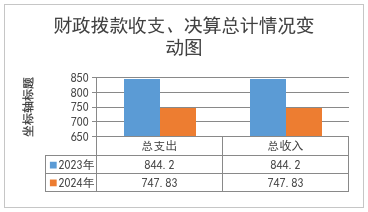 财政拨款收支、决算总计情况变
动图
坐标轴标题
850
800
750
700
650
总支出 总收入
2023年 844.2 844.2
2024年 747.83 747.83